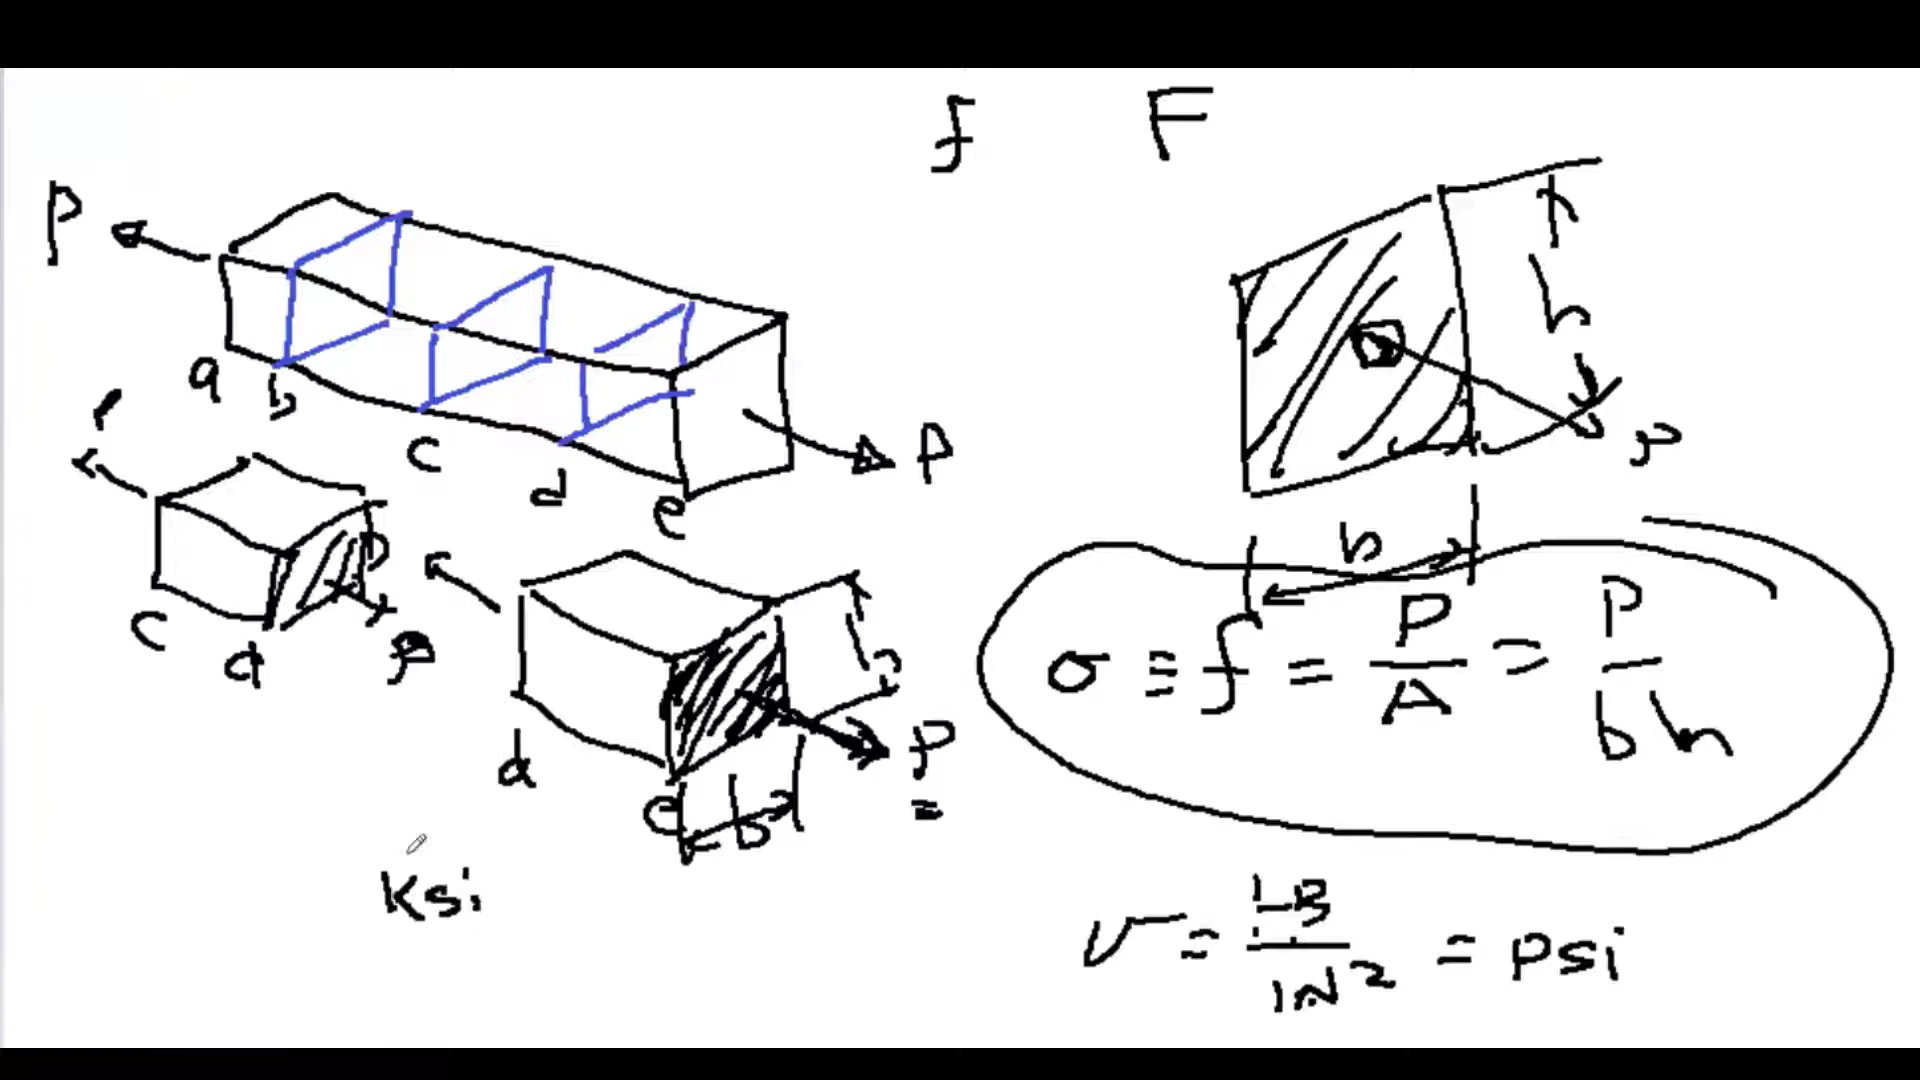 f F
P
h
a
b
c
P
P
d
e
b
c
d
P
h
σ ≡ f = P/A = P/bh
d
P
=
e
b
ksi
σ = LB/IN² = psi